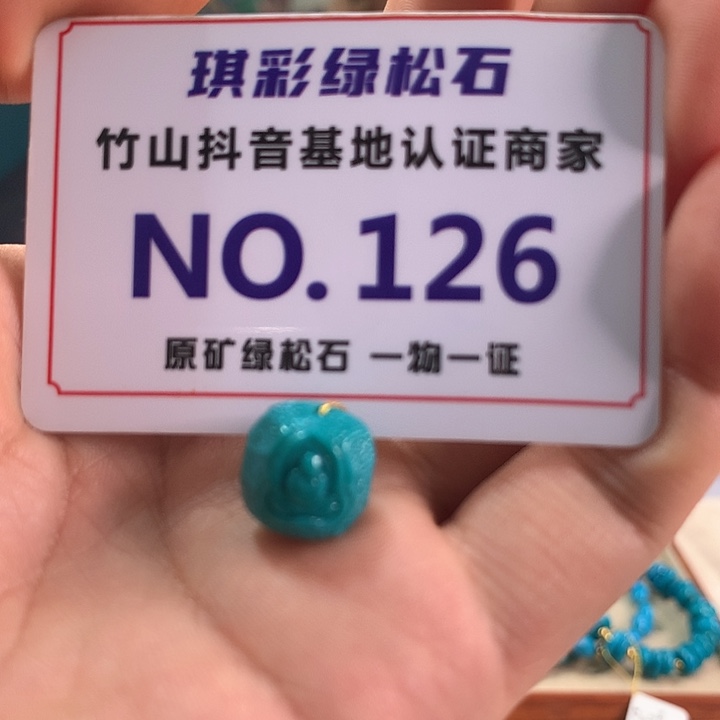 琪彩绿松石
竹山抖音基地认证商家
NO.126
原矿绿松石 一物一证